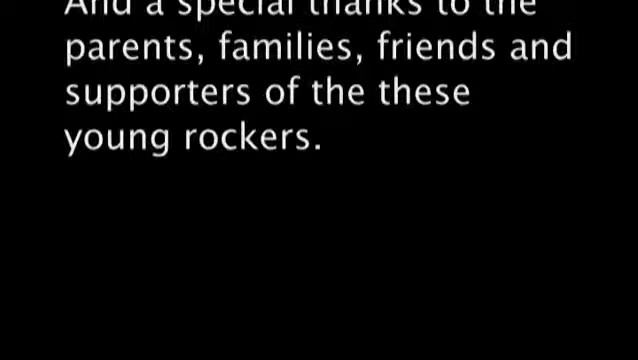 And a special thanks to the
parents, families, friends and
supporters of the these
young rockers.